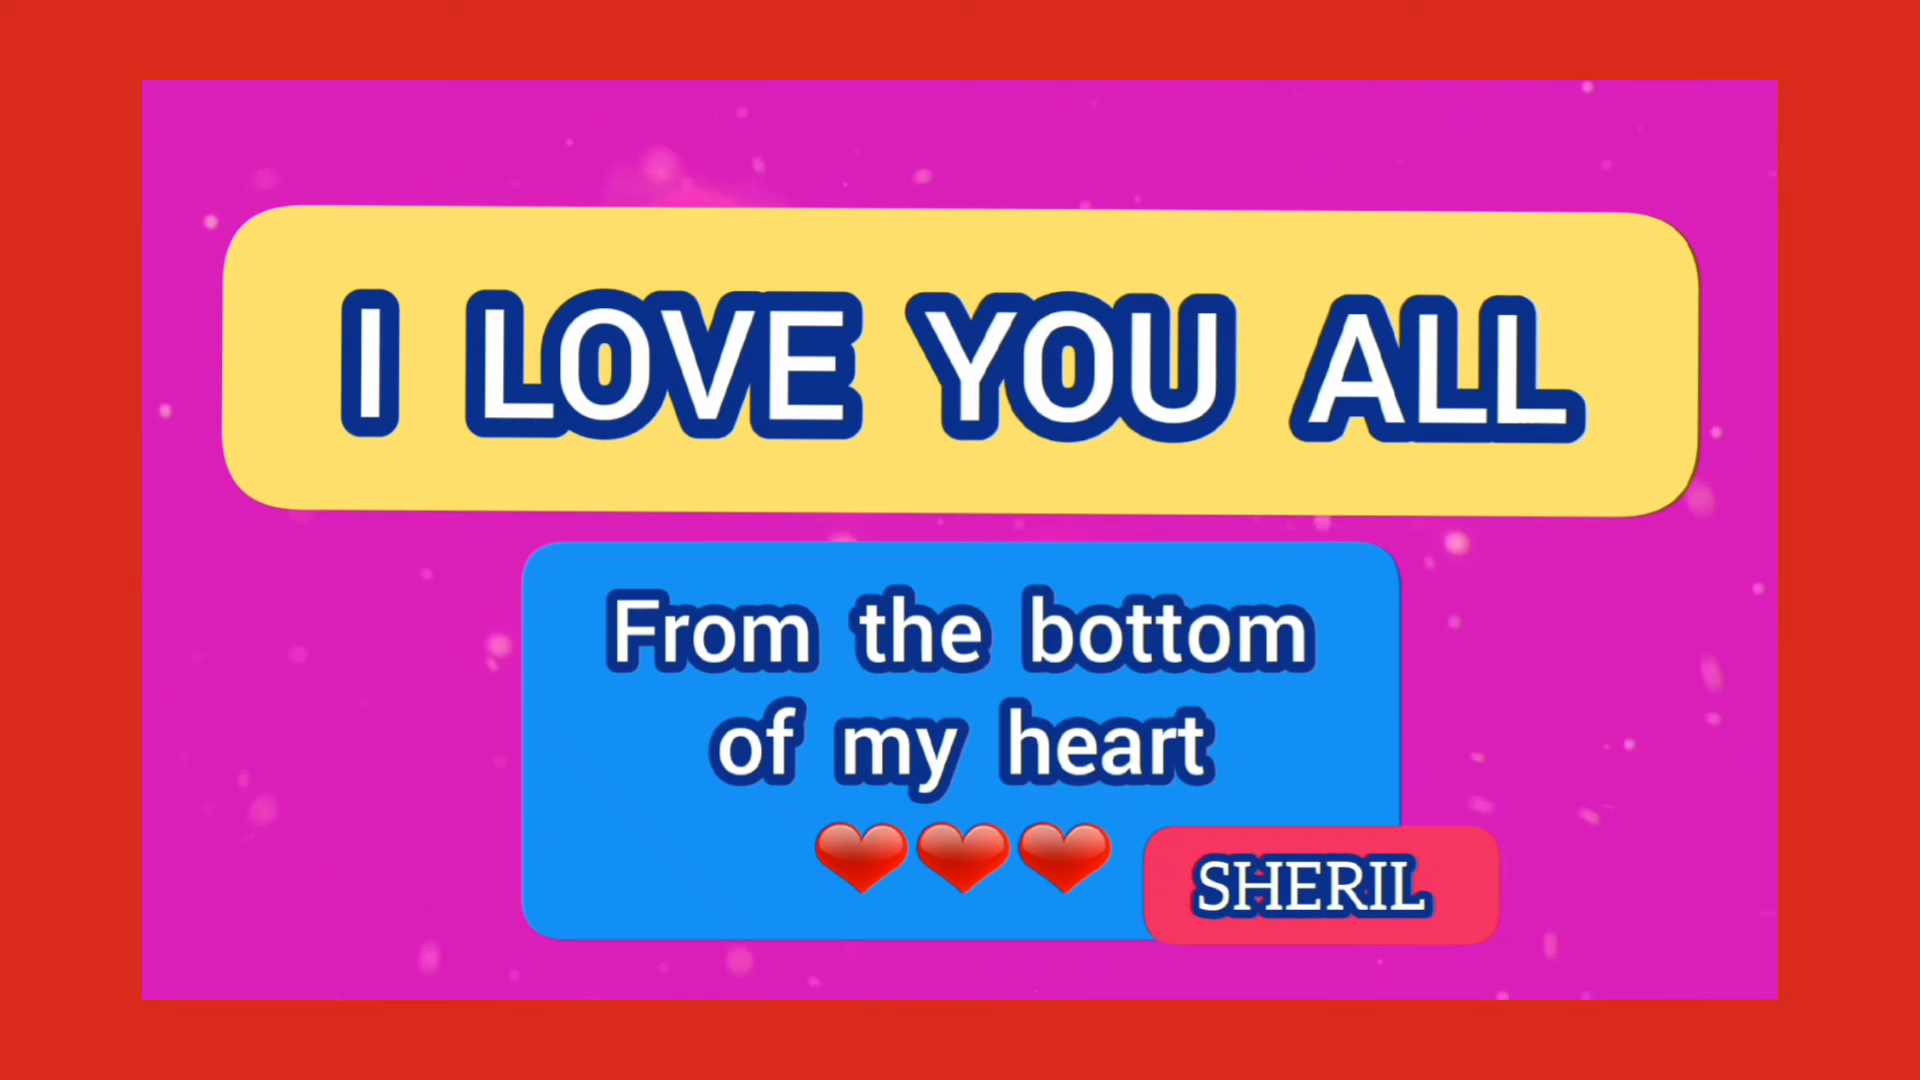 I LOVE YOU ALL
From the bottom
of my heart
❤❤❤
SHERIL